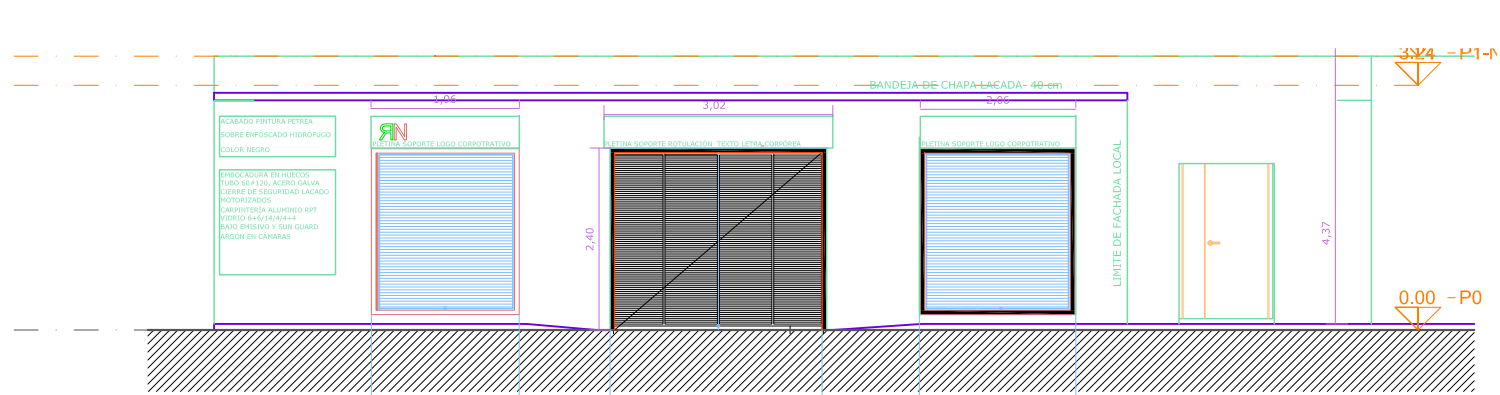 3.24 - P1-N
BANDEJA DE CHAPA LACADA- 40 cm
1,06
3,02
2,06
ACABADO PINTURA PETREA
SOBRE ENFOSCADO HIDRÓFUGO
COLOR NEGRO
RN
PLETINA SOPORTE LOGO CORPOTRATIVO
PLETINA SOPORTE ROTULACIÓN TEXTO LETRA CORPÓREA
PLETINA SOPORTE LOGO CORPOTRATIVO
EMBOCADURA EN HUECOS
TUBO 60#120, ACERO GALVA
CIERRE DE SEGURIDAD LACADO
MOTORIZADOS
CARPINTERÍA ALUMINIO RPT
VIDRIO 6+6/14/4/4+4
BAJO EMISIVO Y SUN GUARD
ARGÓN EN CÁMARAS
2,40
LIMITE DE FACHADA LOCAL
4,37
0.00 - P0